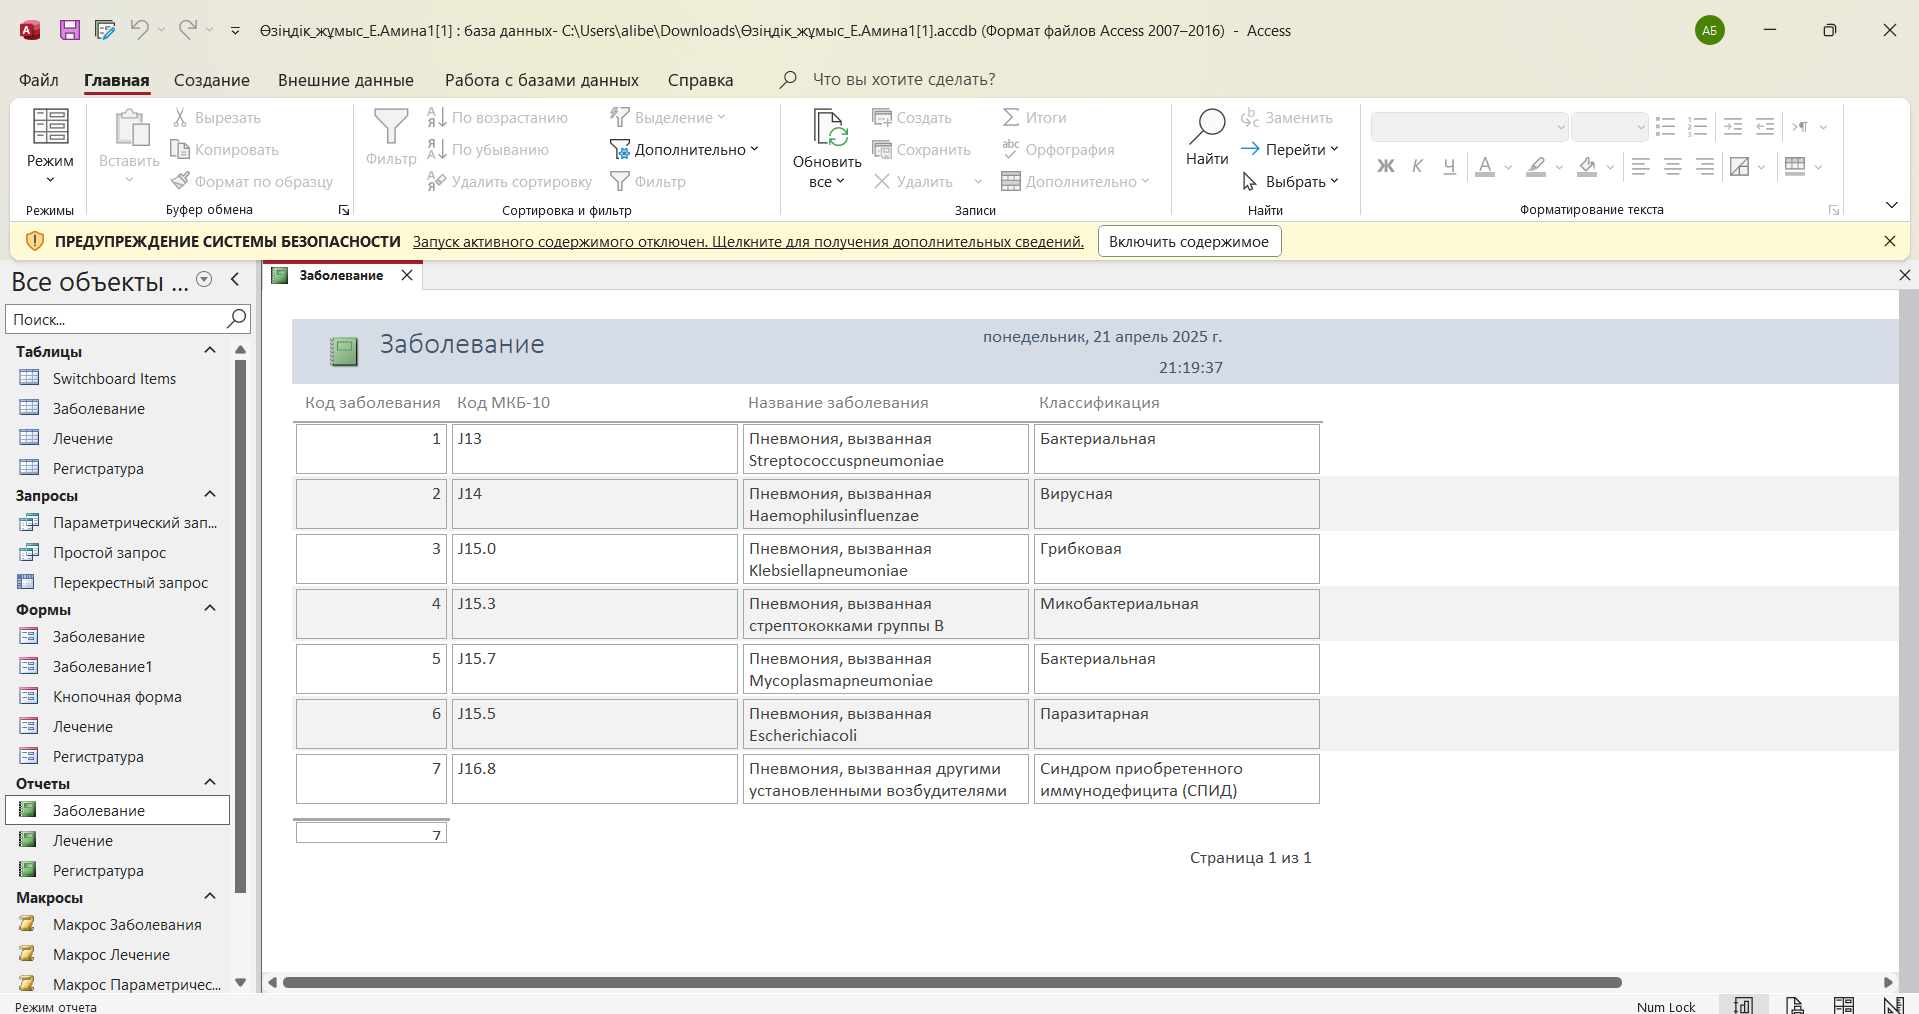 Өзіңдік_жұмыс_Е.Амина1[1] : база данных- C:\Users\alibe\Downloads\Өзіңдік_жұмыс_Е.Амина1[1].accdb (Формат файлов Access 2007–2016) - Access
АБ
Файл Главная Создание Внешние данные Работа с базами данных Справка Что вы хотите сделать?
Режим
Режимы
Вставить
Вырезать
Копировать
Формат по образцу
Буфер обмена
Фильтр
По возрастанию
По убыванию
Удалить сортировку
Выделение
Дополнительно
Фильтр
Сортировка и фильтр
Обновить
все
Создать
Сохранить
Удалить
Итоги
Орфография
Дополнительно
Записи
Найти
Заменить
Перейти
Выбрать
Найти
Ж К Ч А
Форматирование текста
ПРЕДУПРЕЖДЕНИЕ СИСТЕМЫ БЕЗОПАСНОСТИ Запуск активного содержимого отключен. Щелкните для получения дополнительных сведений. Включить содержимое
Все объекты ...
Поиск...
Таблицы
Switchboard Items
Заболевание
Лечение
Регистратура
Запросы
Параметрический зап...
Простой запрос
Перекрестный запрос
Формы
Заболевание
Заболевание1
Кнопочная форма
Лечение
Регистратура
Отчеты
Заболевание
Лечение
Регистратура
Макросы
Макрос Заболевания
Макрос Лечение
Макрос Параметричес...
Заболевание
Заболевание
понедельник, 21 апрель 2025 г.
21:19:37
Код заболевания Код МКБ-10 Название заболевания Классификация
1 J13 Пневмония, вызванная Бактериальная
Streptococcuspneumoniae
2 J14 Пневмония, вызванная Вирусная
Haemophilusinfluenzae
3 J15.0 Пневмония, вызванная Грибковая
Klebsiellapneumoniae
4 J15.3 Пневмония, вызванная Микобактериальная
стрептококками группы В
5 J15.7 Пневмония, вызванная Бактериальная
Mycoplasmapneumoniae
6 J15.5 Пневмония, вызванная Паразитарная
Escherichiacoli
7 J16.8 Пневмония, вызванная другими Синдром приобретенного
установленными возбудителями иммунодефицита (СПИД)
7
Страница 1 из 1
Режим отчета
Num Lock